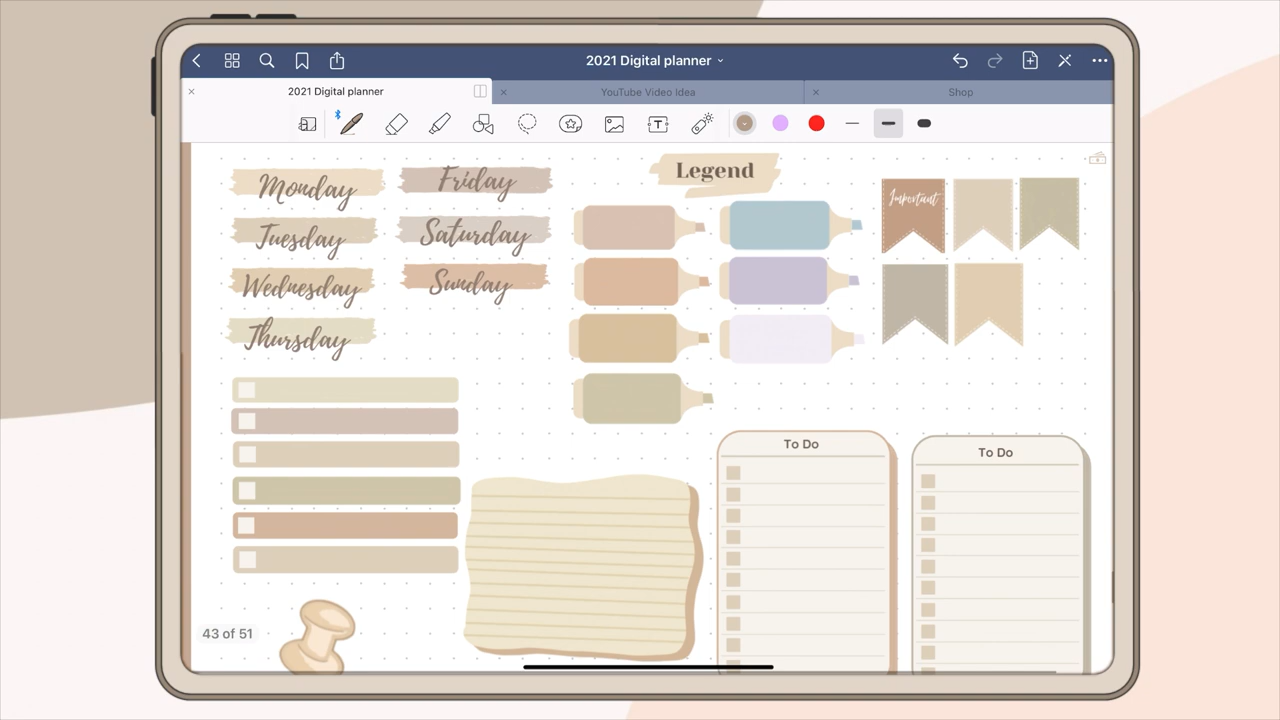 2021 Digital planner
2021 Digital planner
YouTube Video Idea
Shop
Monday
Friday
Legend
Important
Tuesday
Saturday
Wednesday
Sunday
Thursday
To Do
To Do
43 of 51